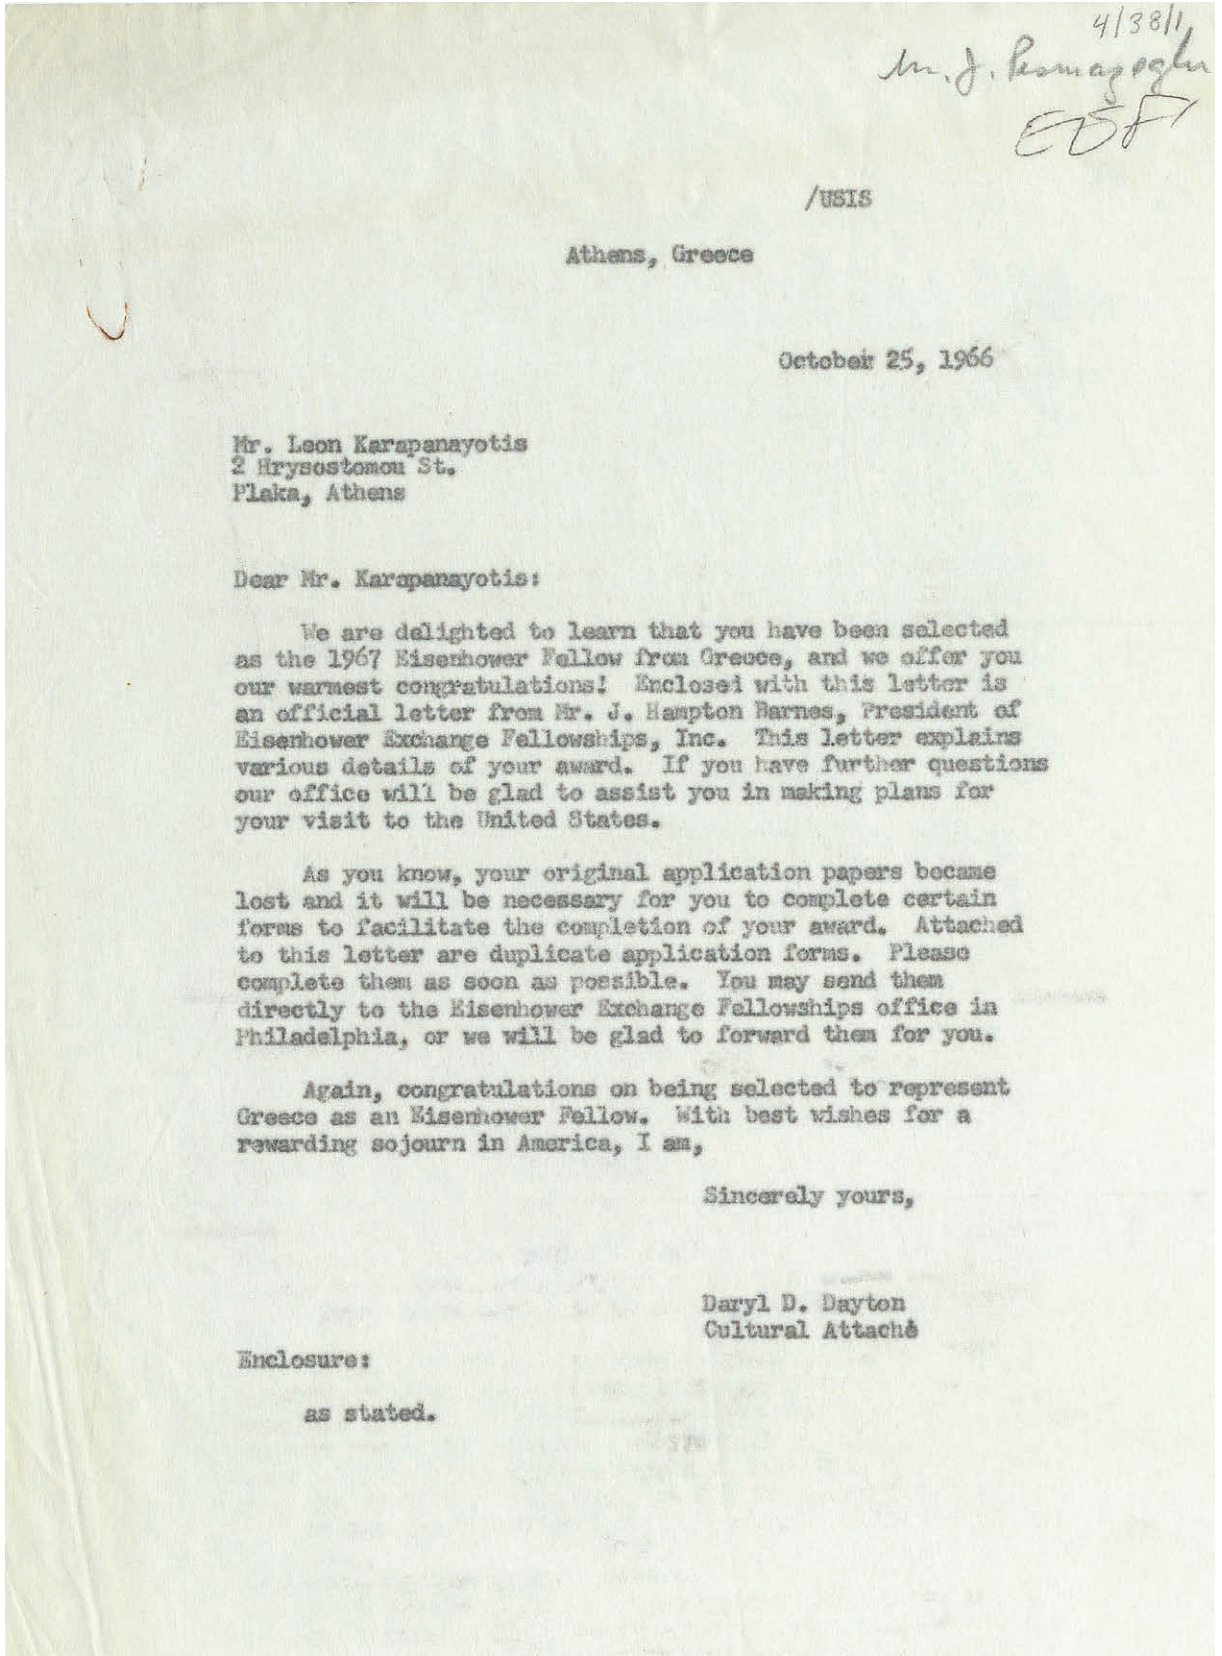 4/38/1
M. J. Pesmazoglu
/USIS
Athens, Greece
October 25, 1966
Mr. Leon Karapanayotis
2 Hrysostomou St.
Plaka, Athens
Dear Mr. Karapanayotis:
We are delighted to learn that you have been selected
as the 1967 Eisenhower Fellow from Greece, and we offer you
our warmest congratulations! Enclosed with this letter is
an official letter from Mr. J. Hampton Barnes, President of
Eisenhower Exchange Fellowships, Inc. This letter explains
various details of your award. If you have further questions
our office will be glad to assist you in making plans for
your visit to the United States.
As you know, your original application papers became
lost and it will be necessary for you to complete certain
forms to facilitate the completion of your award. Attached
to this letter are duplicate application forms. Please
complete them as soon as possible. You may send them
directly to the Eisenhower Exchange Fellowships office in
Philadelphia, or we will be glad to forward them for you.
Again, congratulations on being selected to represent
Greece as an Eisenhower Fellow. With best wishes for a
rewarding sojourn in America, I am,
Sincerely yours,
Daryl D. Dayton
Cultural Attaché
Enclosure:
as stated.